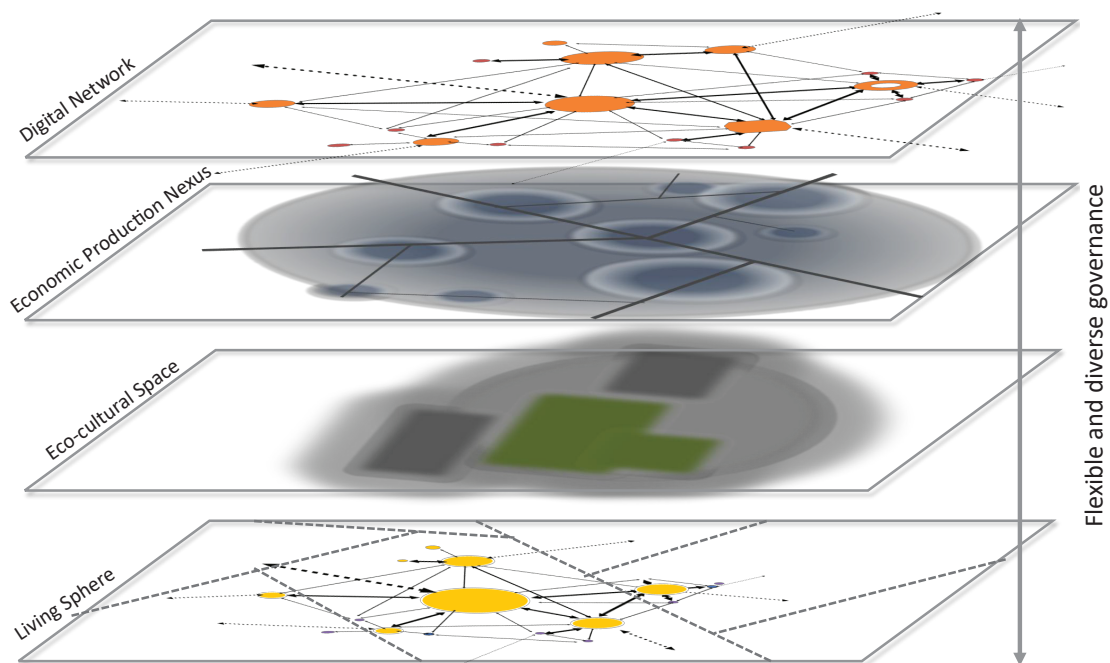 Digital Network
Economic Production Nexus
Eco-cultural Space
Living Sphere
Flexible and diverse governance